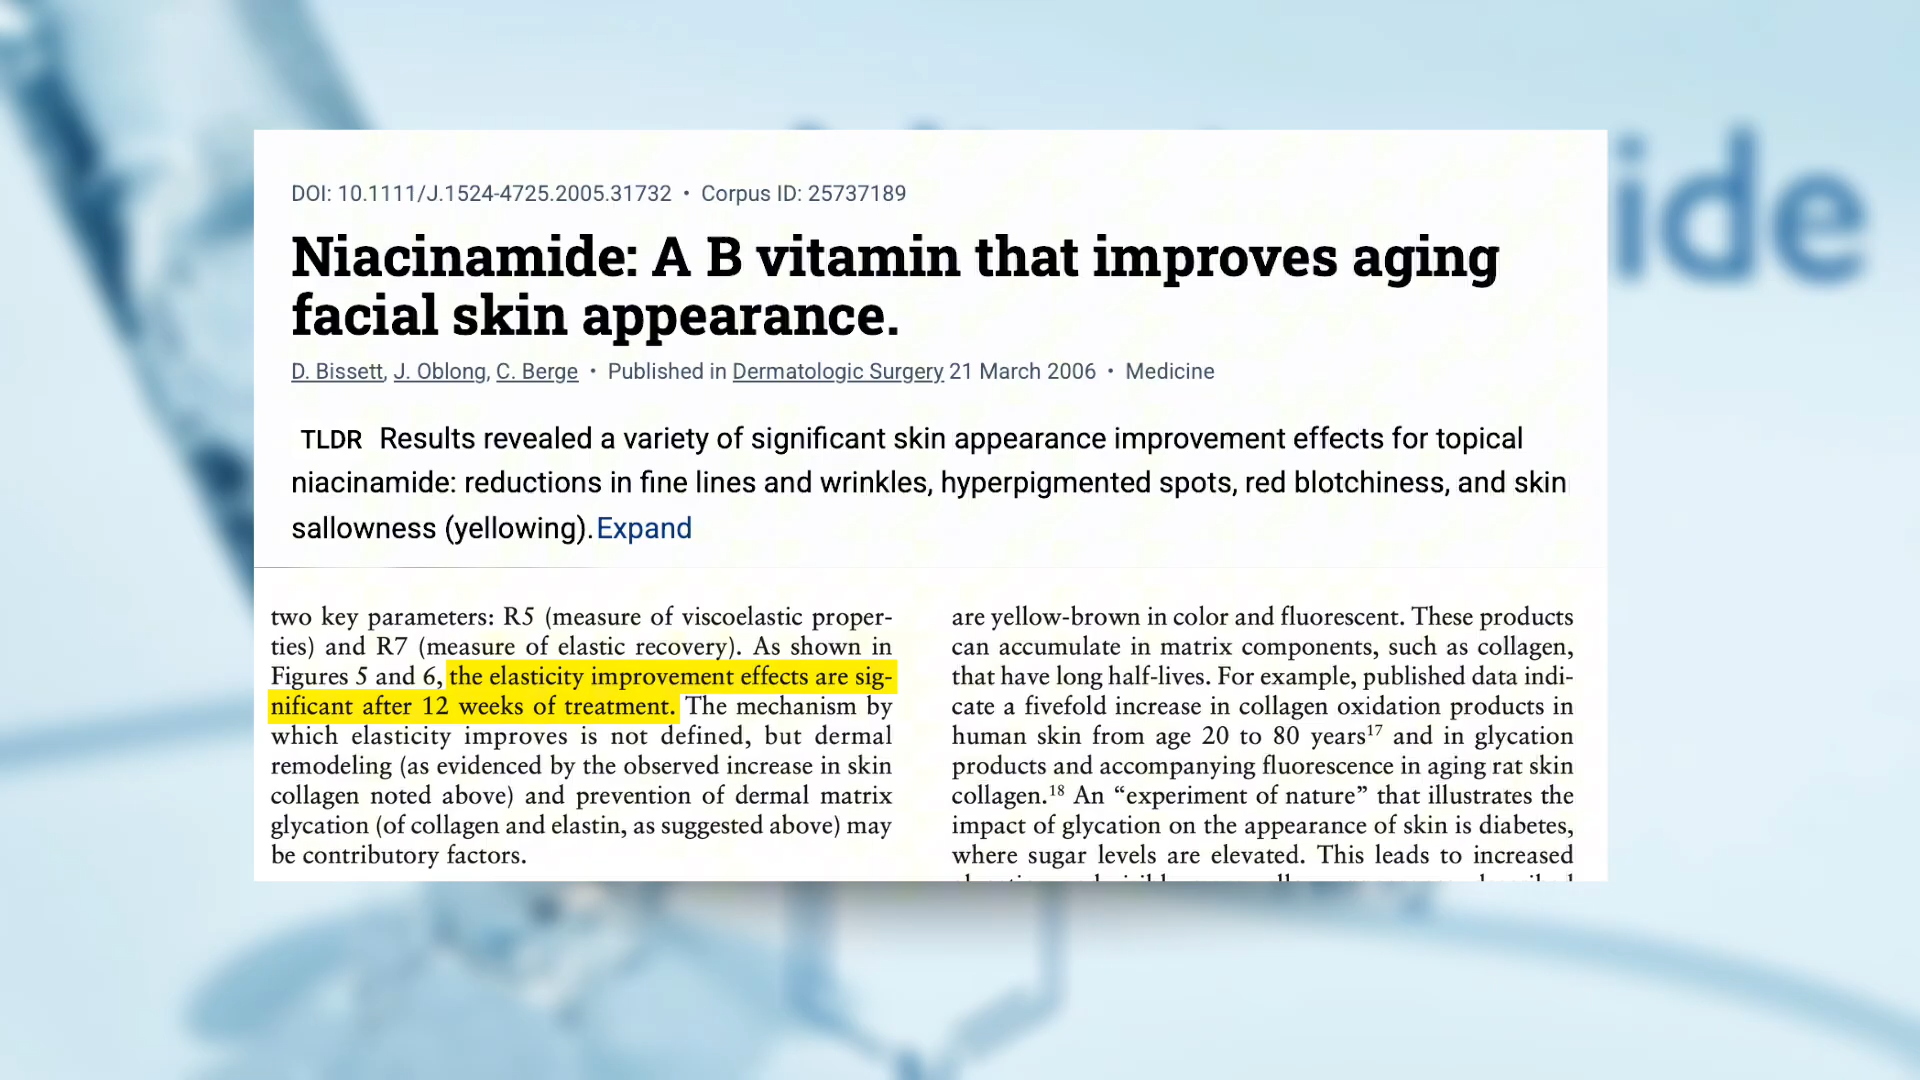 ide
DOI: 10.1111/J.1524-4725.2005.31732 • Corpus ID: 25737189
Niacinamide: A B vitamin that improves aging
facial skin appearance.
D. Bissett, J. Oblong, C. Berge • Published in Dermatologic Surgery 21 March 2006 • Medicine
TLDR Results revealed a variety of significant skin appearance improvement effects for topical
niacinamide: reductions in fine lines and wrinkles, hyperpigmented spots, red blotchiness, and skin
sallowness (yellowing). Expand
two key parameters: R5 (measure of viscoelastic proper-
ties) and R7 (measure of elastic recovery). As shown in
Figures 5 and 6, the elasticity improvement effects are sig-
nificant after 12 weeks of treatment. The mechanism by
which elasticity improves is not defined, but dermal
remodeling (as evidenced by the observed increase in skin
collagen noted above) and prevention of dermal matrix
glycation (of collagen and elastin, as suggested above) may
be contributory factors.
are yellow-brown in color and fluorescent. These products
can accumulate in matrix components, such as collagen,
that have long half-lives. For example, published data indi-
cate a fivefold increase in collagen oxidation products in
human skin from age 20 to 80 years17 and in glycation
products and accompanying fluorescence in aging rat skin
collagen.18 An “experiment of nature” that illustrates the
impact of glycation on the appearance of skin is diabetes,
where sugar levels are elevated. This leads to increased